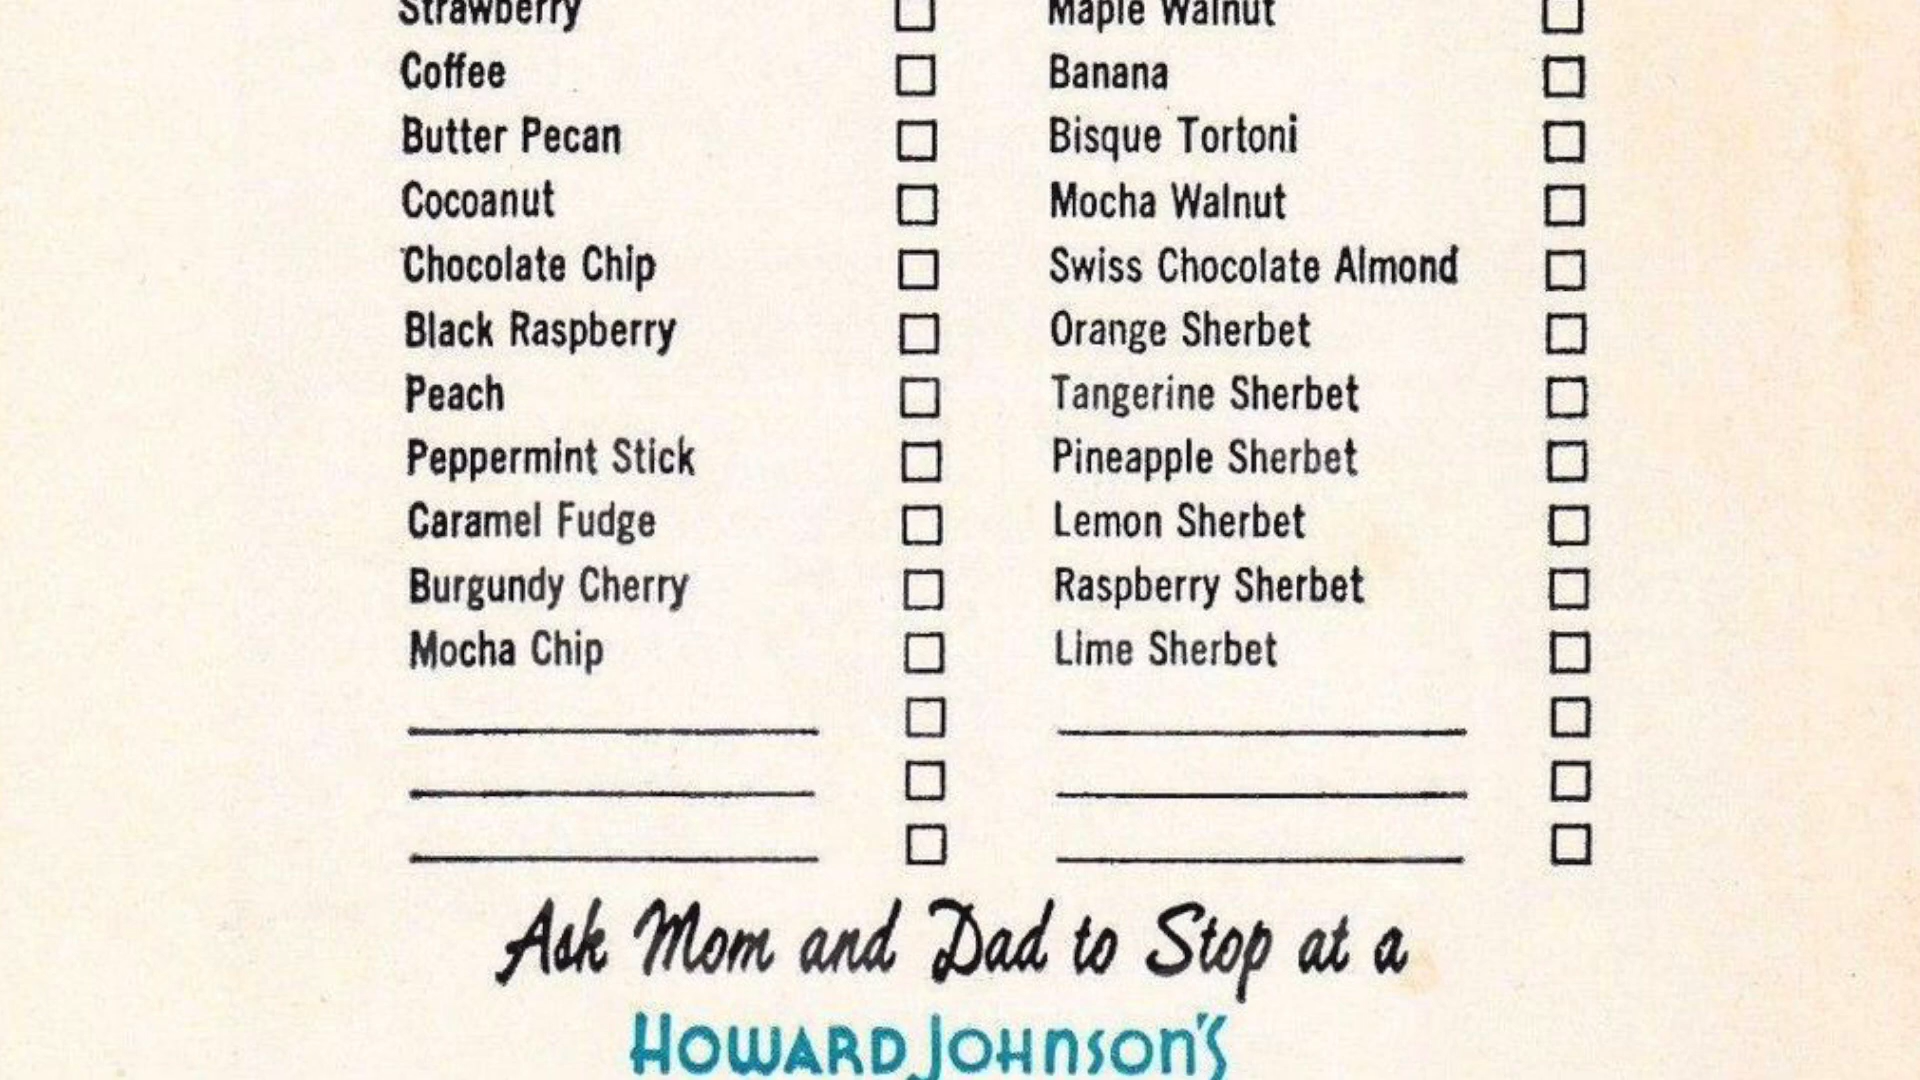 Strawberry ☐ Maple Walnut ☐
Coffee ☐ Banana ☐
Butter Pecan ☐ Bisque Tortoni ☐
Cocoanut ☐ Mocha Walnut ☐
Chocolate Chip ☐ Swiss Chocolate Almond ☐
Black Raspberry ☐ Orange Sherbet ☐
Peach ☐ Tangerine Sherbet ☐
Peppermint Stick ☐ Pineapple Sherbet ☐
Caramel Fudge ☐ Lemon Sherbet ☐
Burgundy Cherry ☐ Raspberry Sherbet ☐
Mocha Chip ☐ Lime Sherbet ☐
Ask Mom and Dad to Stop at a
HOWARD JOHNSON'S